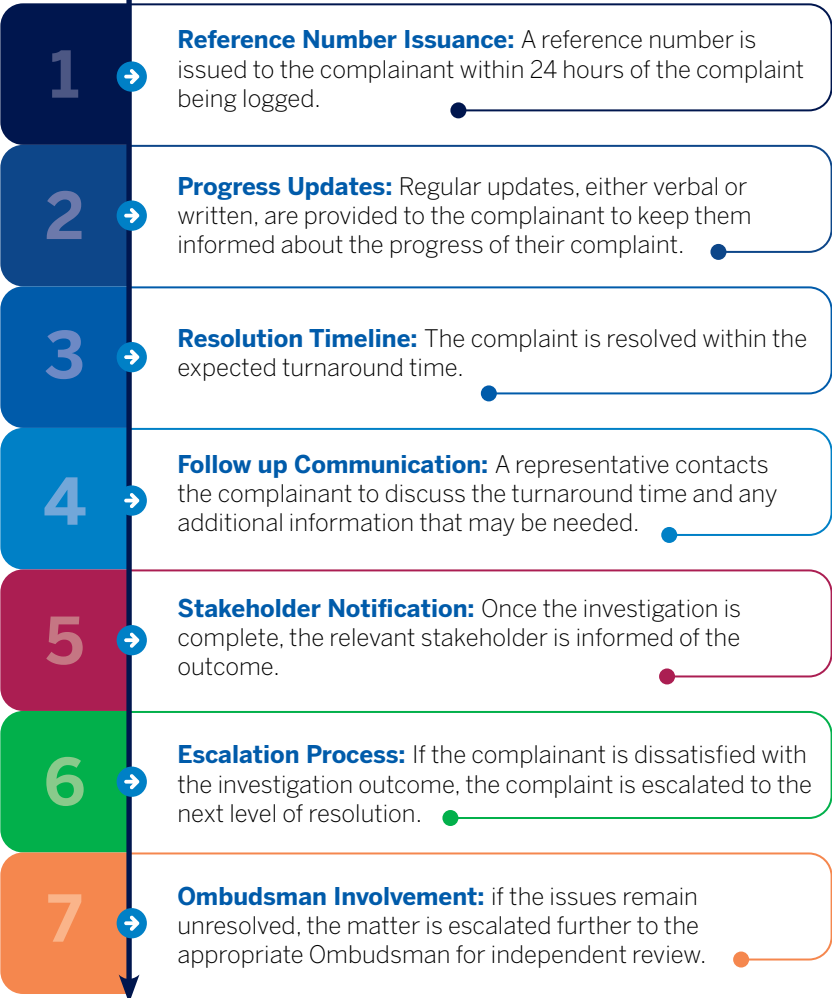 1
Reference Number Issuance: A reference number is
issued to the complainant within 24 hours of the complaint
being logged.
2
Progress Updates: Regular updates, either verbal or
written, are provided to the complainant to keep them
informed about the progress of their complaint.
3
Resolution Timeline: The complaint is resolved within the
expected turnaround time.
4
Follow up Communication: A representative contacts
the complainant to discuss the turnaround time and any
additional information that may be needed.
5
Stakeholder Notification: Once the investigation is
complete, the relevant stakeholder is informed of the
outcome.
6
Escalation Process: If the complainant is dissatisfied with
the investigation outcome, the complaint is escalated to the
next level of resolution.
7
Ombudsman Involvement: if the issues remain
unresolved, the matter is escalated further to the
appropriate Ombudsman for independent review.